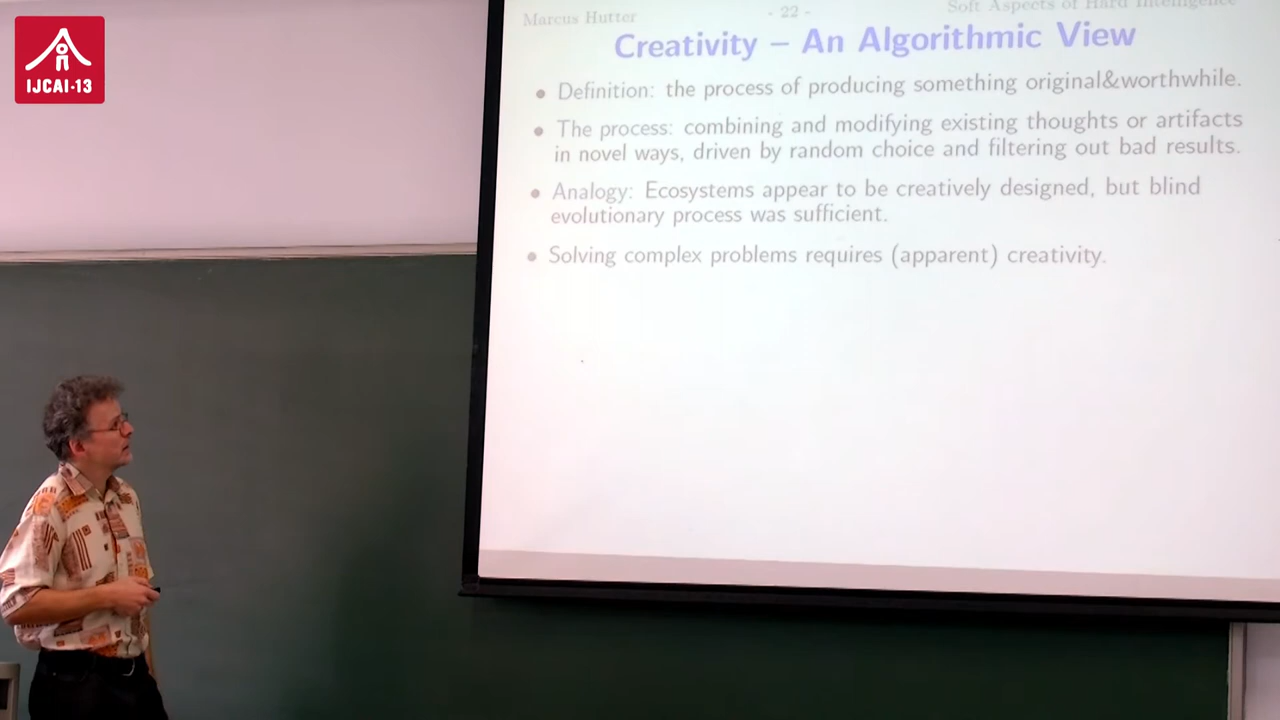 IJCAI-13
Marcus Hutter - 22 - Soft Aspects of Hard Intelligence
Creativity – An Algorithmic View
• Definition: the process of producing something original&worthwhile.
• The process: combining and modifying existing thoughts or artifacts
in novel ways, driven by random choice and filtering out bad results.
• Analogy: Ecosystems appear to be creatively designed, but blind
evolutionary process was sufficient.
• Solving complex problems requires (apparent) creativity.